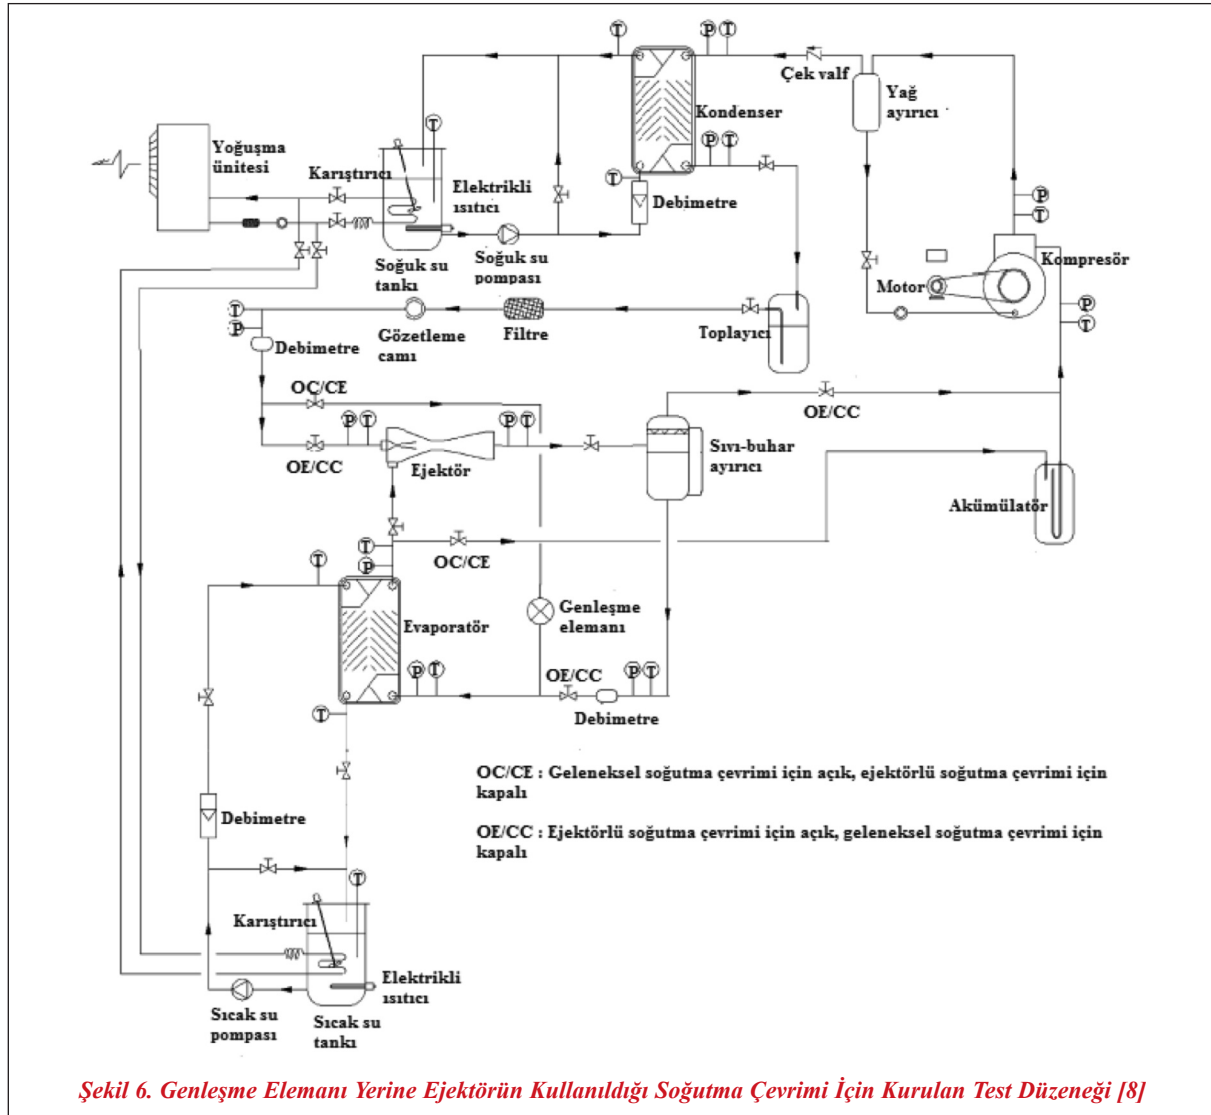 T
P
T
Çek valf
Yağ
ayırıcı
Kondenser
T
Yoğuşma
ünitesi
Karıştırıcı
Elektrikli
ısıtıcı
P
T
T
Debimetre
Soğuk su
tankı
Soğuk su
pompası
P
T
Kompresör
Motor
T
P
Debimetre
Gözetleme
camı
Filtre
Toplayıcı
P
T
OC/CE
OE/CC
P
T
OE/CC
Ejektör
P
T
Sıvı-buhar
ayırıcı
Akümülatör
T
P
OC/CE
T
Evaporatör
Genleşme
elemanı
P
T
OE/CC
P
T
Debimetre
T
OC/CE : Geleneksel soğutma çevrimi için açık, ejektörlü soğutma çevrimi için
kapalı
OE/CC : Ejektörlü soğutma çevrimi için açık, geleneksel soğutma çevrimi için
kapalı
Debimetre
T
Karıştırıcı
Elektrikli
ısıtıcı
Sıcak su
pompası
Sıcak su
tankı
Şekil 6. Genleşme Elemanı Yerine Ejektörün Kullanıldığı Soğutma Çevrimi İçin Kurulan Test Düzeneği [8]